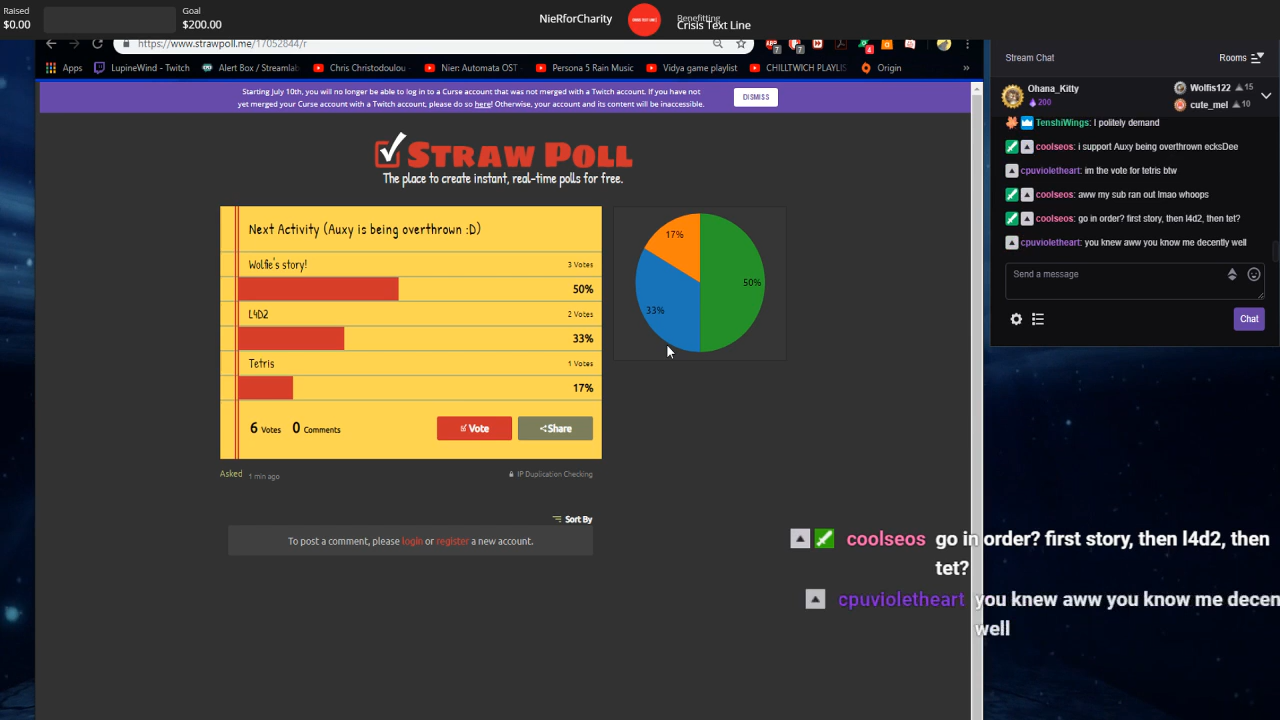 Raised
$0.00
Goal
$200.00
NieRforCharity
Benefitting
Crisis Text Line
https://www.strawpoll.me/17052844/r
Apps
LupineWind - Twitch
Alert Box / Streamlab
Chris Christodoulou -
Nier: Automata OST -
Persona 5 Rain Music
Vidya game playlist
CHILLTWICH PLAYLIS
Origin
»
Starting July 10th, you will no longer be able to log in to a Curse account that was not merged with a Twitch account. If you have not
yet merged your Curse account with a Twitch account, please do so here! Otherwise, your account and its content will be inaccessible.
DISMISS
STRAW POLL
The place to create instant, real-time polls for free.
Next Activity (Auxy is being overthrown :D)
Wolfie's story!
3 Votes
50%
L4D2
2 Votes
33%
Tetris
1 Votes
17%
6 Votes
0 Comments
Vote
Share
17%
50%
33%
Asked
1 min ago
IP Duplication Checking
Sort By
To post a comment, please login or register a new account.
Stream Chat
Rooms
Ohana_Kitty
200
Wolfis122
15
cute_mel
10
TenshiWings: I politely demand
coolseos: i support Auxy being overthrown ecksDee
cpuvioletheart: im the vote for tetris btw
coolseos: aww my sub ran out lmao whoops
coolseos: go in order? first story, then l4d2, then tet?
cpuvioletheart: you knew aww you know me decently well
Send a message
Chat
coolseos go in order? first story, then l4d2, then
tet?
cpuvioletheart you knew aww you know me decen
well